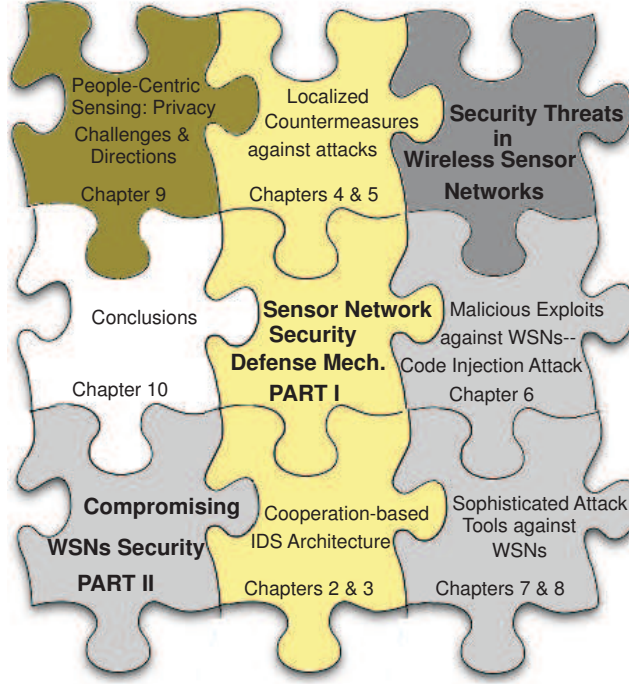 People-Centric
Sensing: Privacy
Challenges &
Directions
Chapter 9
Localized
Countermeasures
against attacks
Chapters 4 & 5
Security Threats
in
Wireless Sensor
Networks
Conclusions
Chapter 10
Sensor Network
Security
Defense Mech.
PART I
Malicious Exploits
against WSNs--
Code Injection Attack
Chapter 6
Compromising
WSNs Security
PART II
Cooperation-based
IDS Architecture
Chapters 2 & 3
Sophisticated Attack
Tools against
WSNs
Chapters 7 & 8